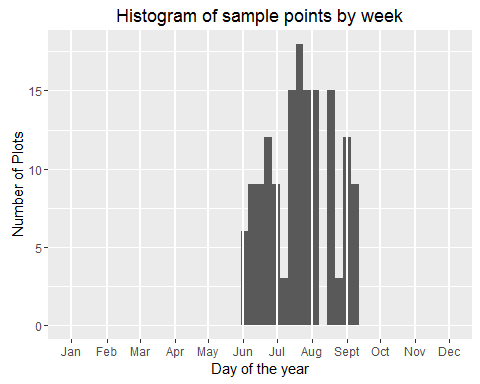 Histogram of sample points by week
Number of Plots
15
10
5
0
Jan Feb Mar Apr May Jun Jul Aug Sept Oct Nov Dec
Day of the year